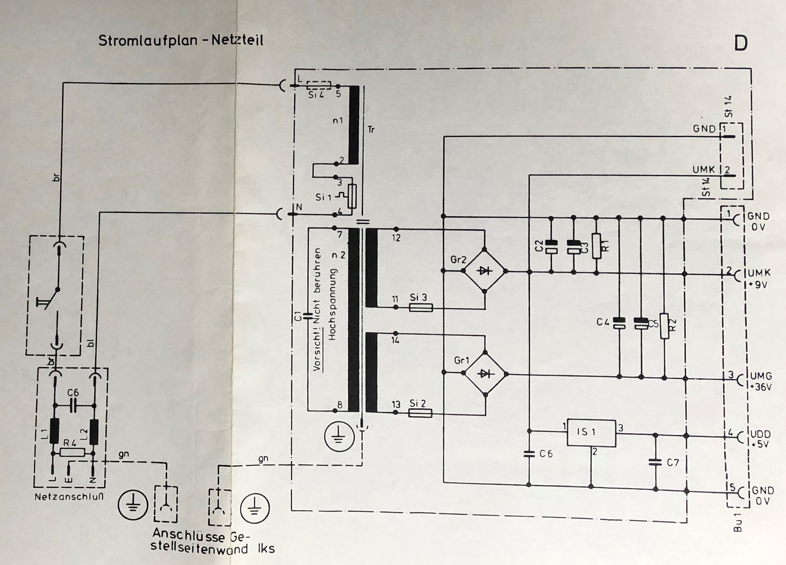 Stromlaufplan - Netzteil
D
L
Si 4
5
n1
Tr
St 14
GND 1
UMK 2
St 14
br
2
3
Si 1
N
4
7
12
n 2
Vorsicht! Nicht berühren
Hochspannung
C1
Gr2
C2
C3
R1
1 GND
0V
2 UMK
+9V
11
Si 3
14
C4
C5
R2
Gr1
3 UMG
+36V
13
Si 2
8
br
bl
C6
L1
L2
R4
L
E
N
gn
gn
Netzanschluß
IS 1
1
3
2
C6
C7
4 UDD
+5V
5 GND
0V
Bu 1
Anschlüsse Ge-
stellseitenwand lks